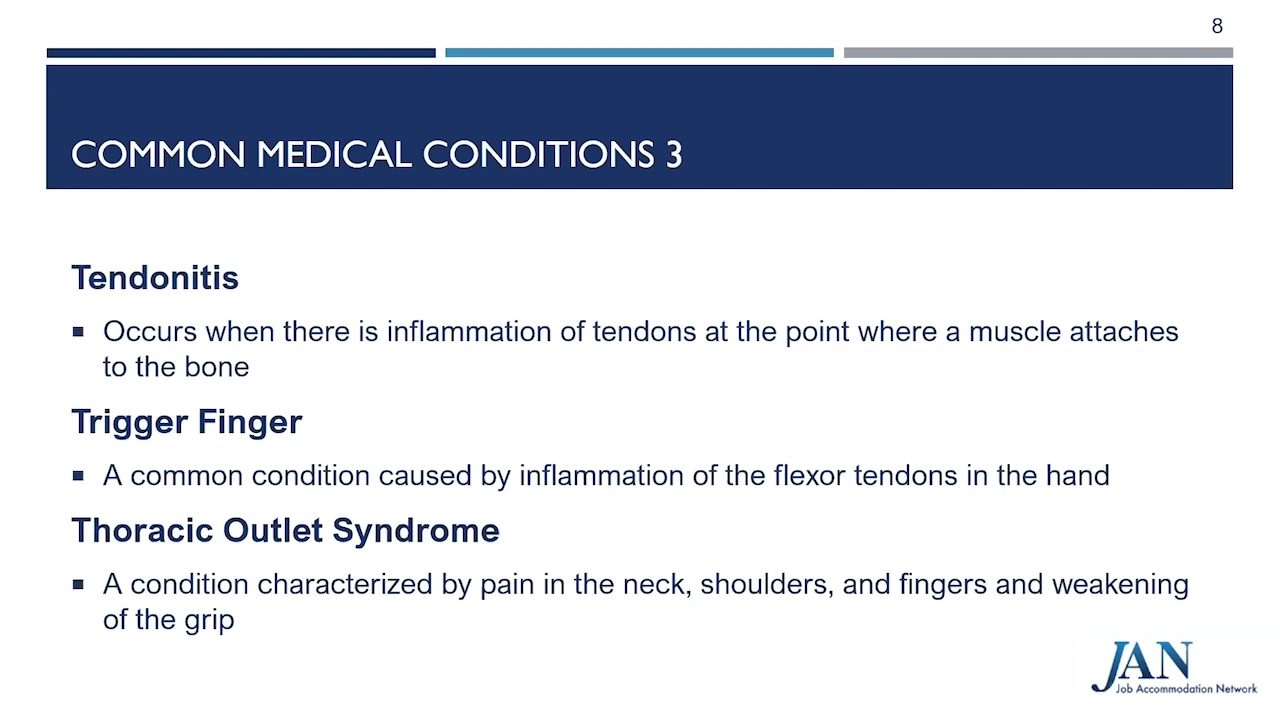 8
COMMON MEDICAL CONDITIONS 3
Tendonitis
▪ Occurs when there is inflammation of tendons at the point where a muscle attaches
to the bone
Trigger Finger
▪ A common condition caused by inflammation of the flexor tendons in the hand
Thoracic Outlet Syndrome
▪ A condition characterized by pain in the neck, shoulders, and fingers and weakening
of the grip
JAN
Job Accommodation Network